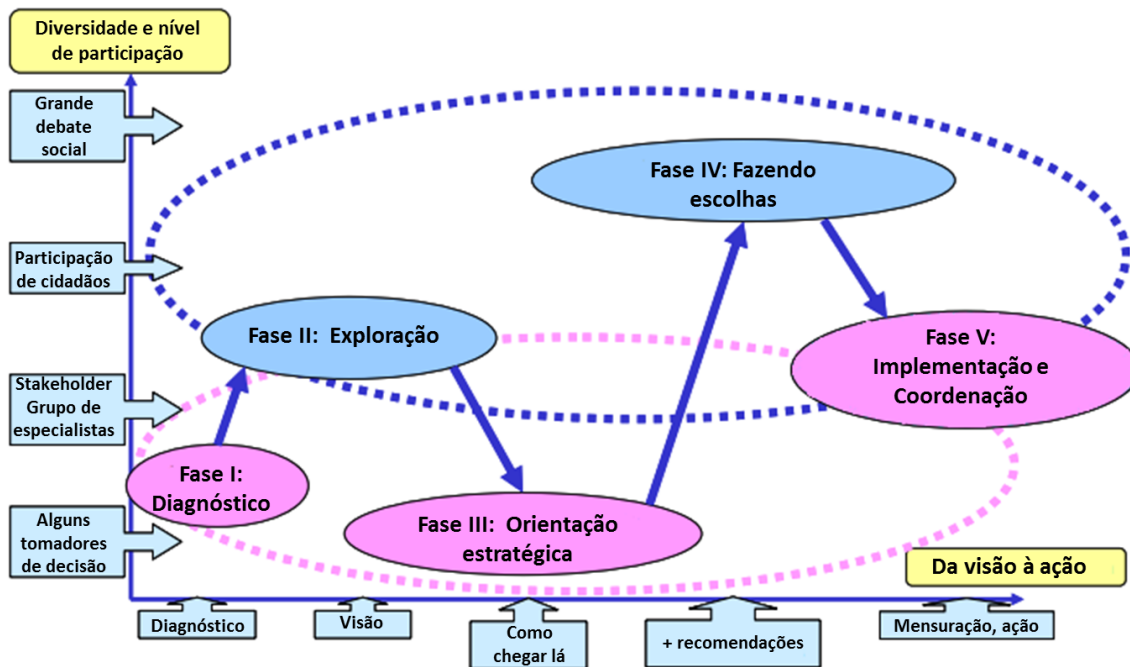 Diversidade e nível
de participação
Grande
debate
social
Fase IV: Fazendo
escolhas
Participação
de cidadãos
Fase II:  Exploração
Fase V:
Implementação e
Coordenação
Stakeholder
Grupo de
especialistas
Fase I:
Diagnóstico
Fase III:  Orientação
estratégica
Alguns
tomadores
de decisão
Da visão à ação
Diagnóstico
Visão
Como
chegar lá
+ recomendações
Mensuração, ação